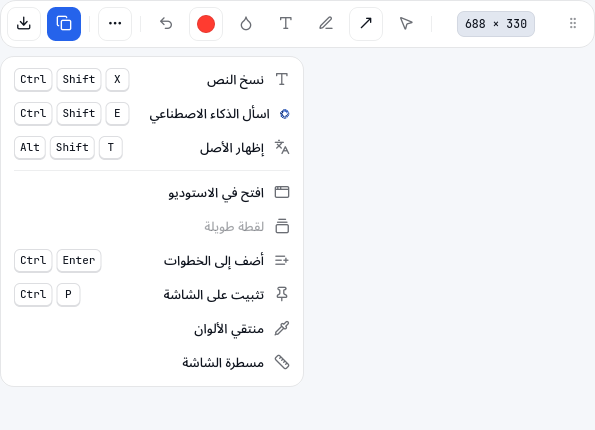 688 × 330
نسخ النص Ctrl Shift X
اسأل الذكاء الاصطناعي Ctrl Shift E
إظهار الأصل Alt Shift T
افتح في الاستوديو
لقطة طويلة
أضف إلى الخطوات Ctrl Enter
تثبيت على الشاشة Ctrl P
منتقي الألوان
مسطرة الشاشة